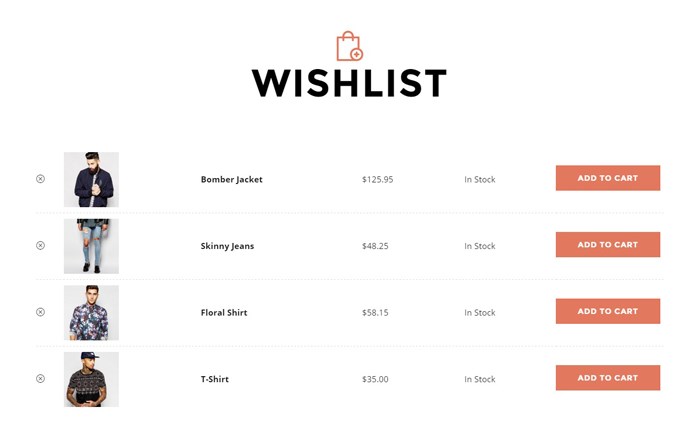 WISHLIST
Bomber Jacket $125.95 In Stock ADD TO CART
Skinny Jeans $48.25 In Stock ADD TO CART
Floral Shirt $58.15 In Stock ADD TO CART
T-Shirt $35.00 In Stock ADD TO CART